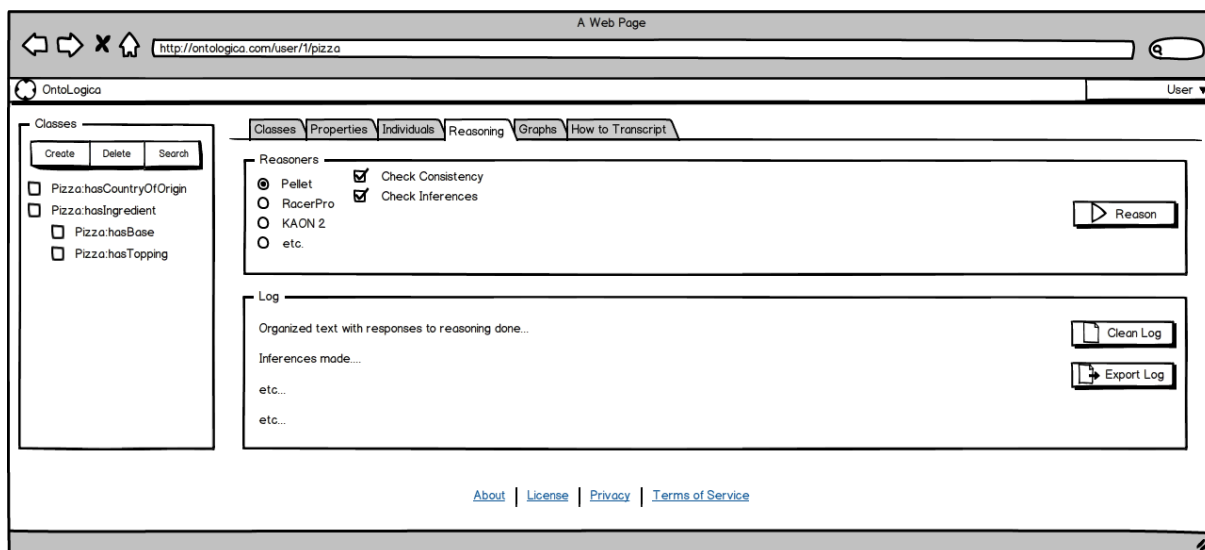 A Web Page
http://ontologica.com/user/1/pizza
OntoLogica
User
Classes
Create Delete Search
Pizza:hasCountryOfOrigin
Pizza:hasIngredient
Pizza:hasBase
Pizza:hasTopping
Classes Properties Individuals Reasoning Graphs How to Transcript
Reasoners
Pellet
RacerPro
KAON 2
etc.
Check Consistency
Check Inferences
Reason
Log
Organized text with responses to reasoning done...
Inferences made....
etc...
etc...
Clean Log
Export Log
About License Privacy Terms of Service